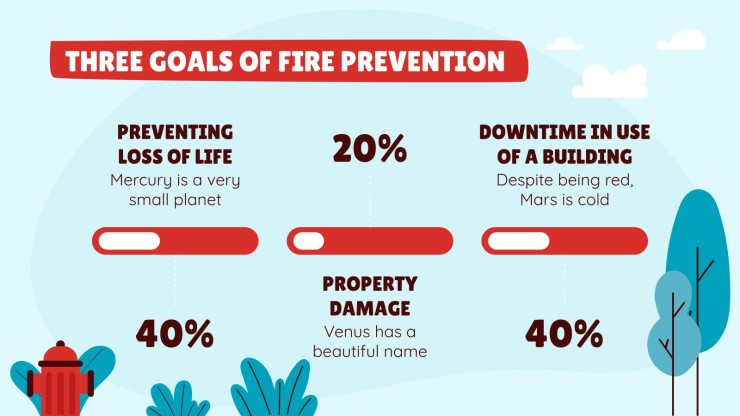 THREE GOALS OF FIRE PREVENTION
PREVENTING
LOSS OF LIFE
Mercury is a very
small planet
40%
20%
PROPERTY
DAMAGE
Venus has a
beautiful name
DOWNTIME IN USE
OF A BUILDING
Despite being red,
Mars is cold
40%